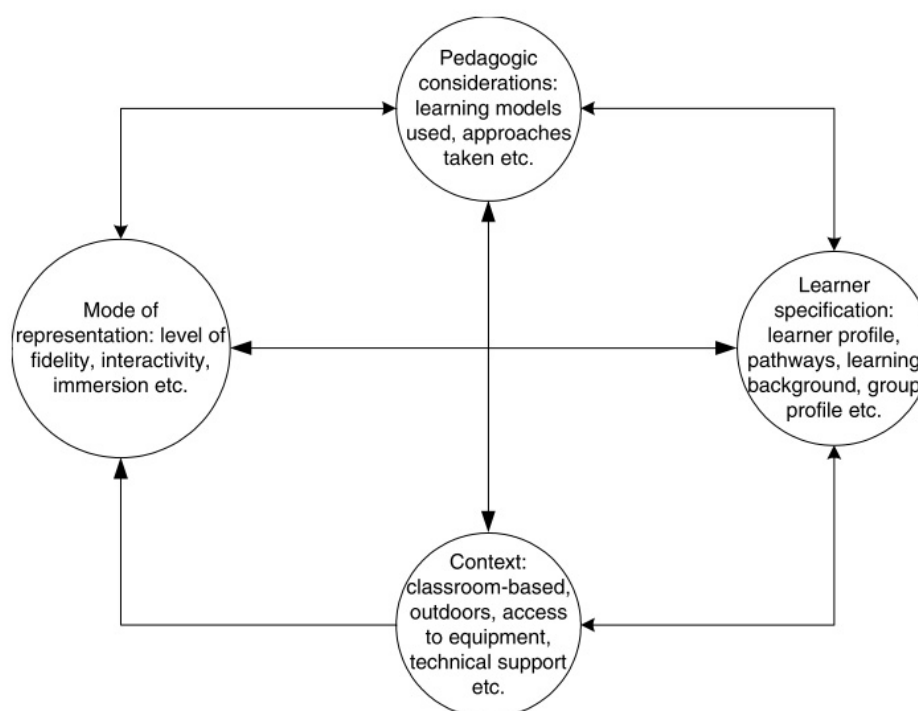 Pedagogic
considerations:
learning models
used, approaches
taken etc.
Mode of
representation: level of
fidelity, interactivity,
immersion etc.
Learner
specification:
learner profile,
pathways, learning
background, group
profile etc.
Context:
classroom-based,
outdoors, access
to equipment,
technical support
etc.